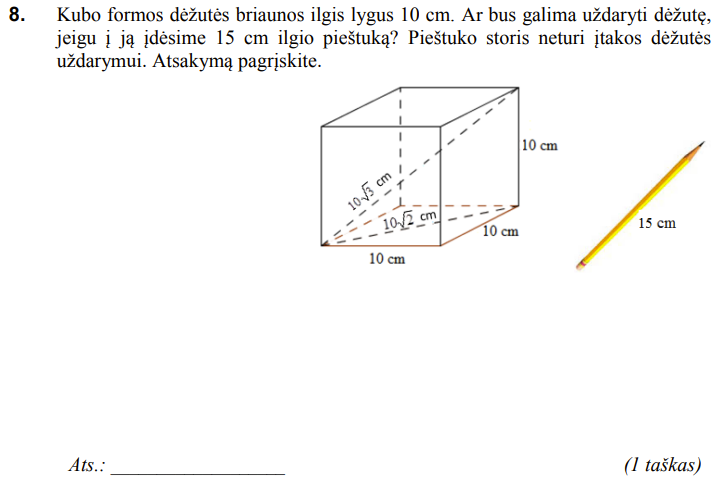 8. Kubo formos dėžutės briaunos ilgis lygus 10 cm. Ar bus galima uždaryti dėžutę,
jeigu į ją įdėsime 15 cm ilgio pieštuką? Pieštuko storis neturi įtakos dėžutės
uždarymui. Atsakymą pagrįskite.
10 cm
10√3 cm
10√2 cm
15 cm
10 cm
10 cm
Ats.: ___________________ (1 taškas)